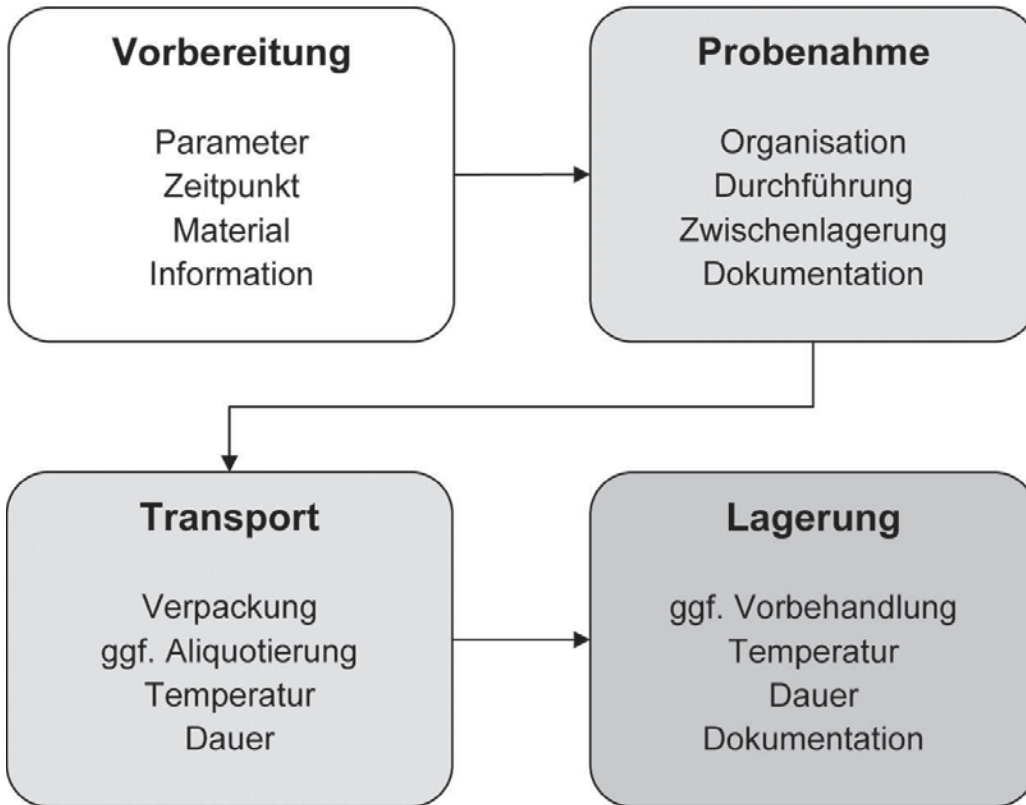 Vorbereitung
Parameter
Zeitpunkt
Material
Information
Probenahme
Organisation
Durchführung
Zwischenlagerung
Dokumentation
Transport
Verpackung
ggf. Aliquotierung
Temperatur
Dauer
Lagerung
ggf. Vorbehandlung
Temperatur
Dauer
Dokumentation